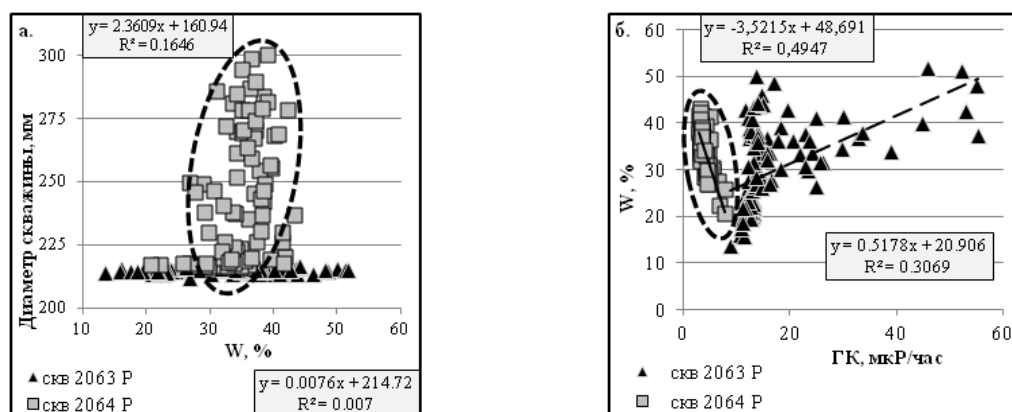 а.
y = 2.3609x + 160.94
R² = 0.1646
Диаметр скважины, мм
300
275
250
225
200
10 20 30 40 50 60
W, %
▲ скв 2063 Р
скв 2064 Р
y = 0.0076x + 214.72
R² = 0.007
б.
y = -3,5215x + 48,691
R² = 0,4947
W, %
60
50
40
30
20
10
0
0 20 40 60
ГК, мкР/час
y = 0.5178x + 20.906
R² = 0.3069
▲ скв 2063 Р
скв 2064 Р